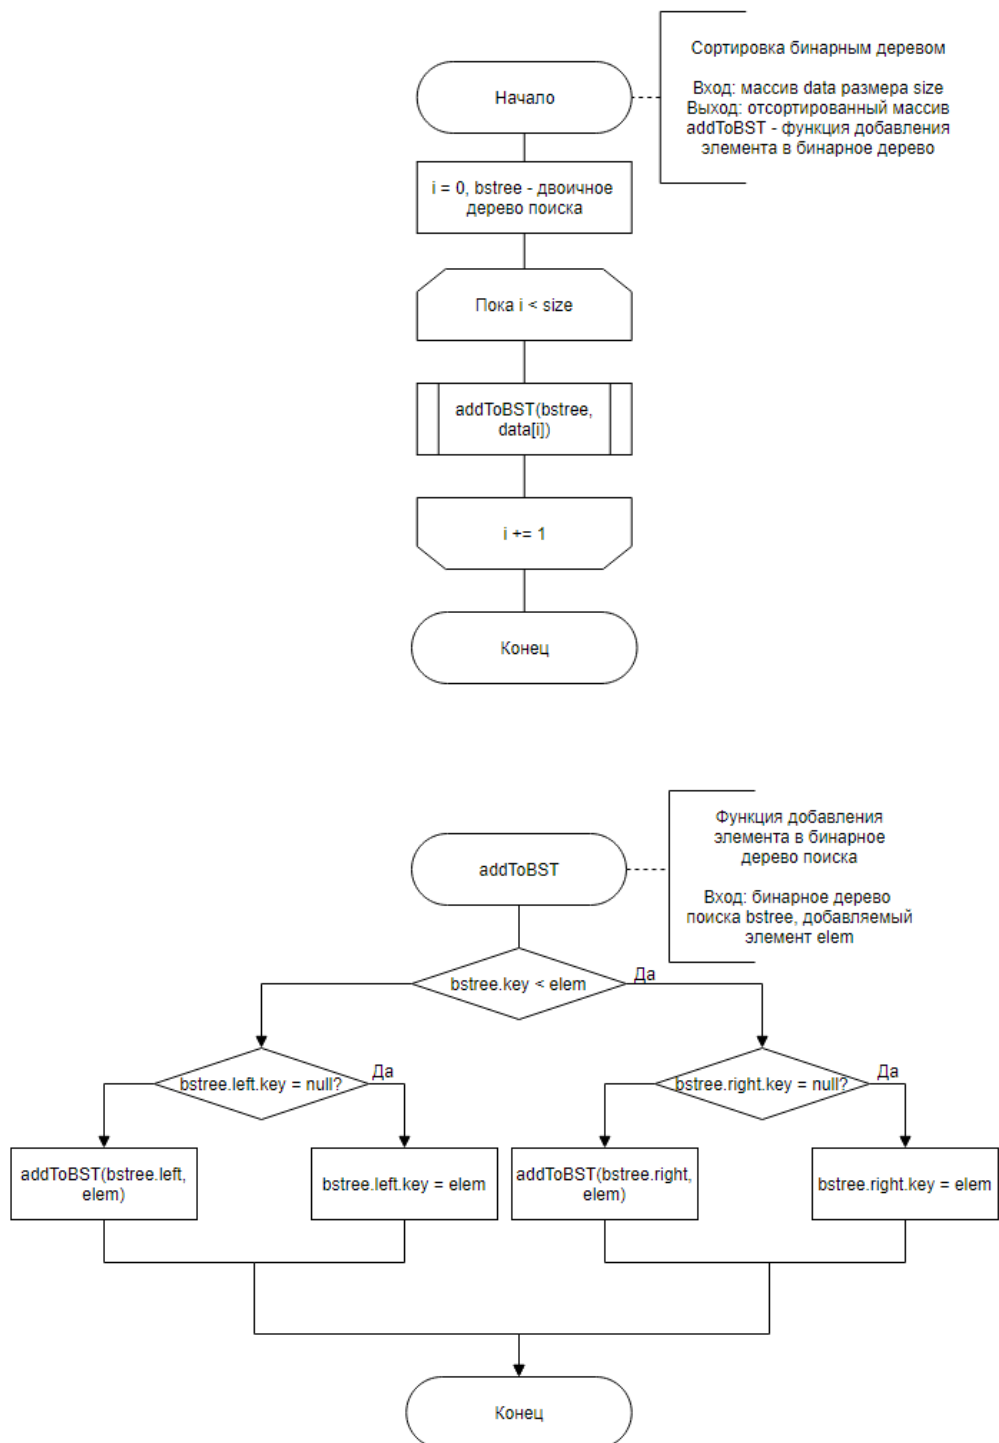 Сортировка бинарным деревом
Вход: массив data размера size
Выход: отсортированный массив
addToBST - функция добавления
элемента в бинарное дерево
Начало
i = 0, bstree - двоичное
дерево поиска
Пока i < size
addToBST(bstree,
data[i])
i += 1
Конец
Функция добавления
элемента в бинарное
дерево поиска
Вход: бинарное дерево
поиска bstree, добавляемый
элемент elem
addToBST
bstree.key < elem
Да
bstree.left.key = null?
Да
bstree.right.key = null?
Да
addToBST(bstree.left,
elem)
bstree.left.key = elem
addToBST(bstree.right,
elem)
bstree.right.key = elem
Конец